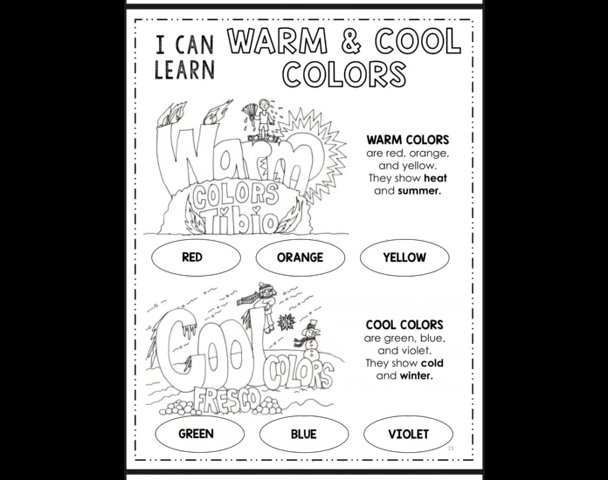 I CAN LEARN
WARM & COOL COLORS
Warm
COLORS
Tibio
WARM COLORS
are red, orange,
and yellow.
They show heat
and summer.
RED
ORANGE
YELLOW
Cool
COLORS
FRESCO
COOL COLORS
are green, blue,
and violet.
They show cold
and winter.
GREEN
BLUE
VIOLET
15